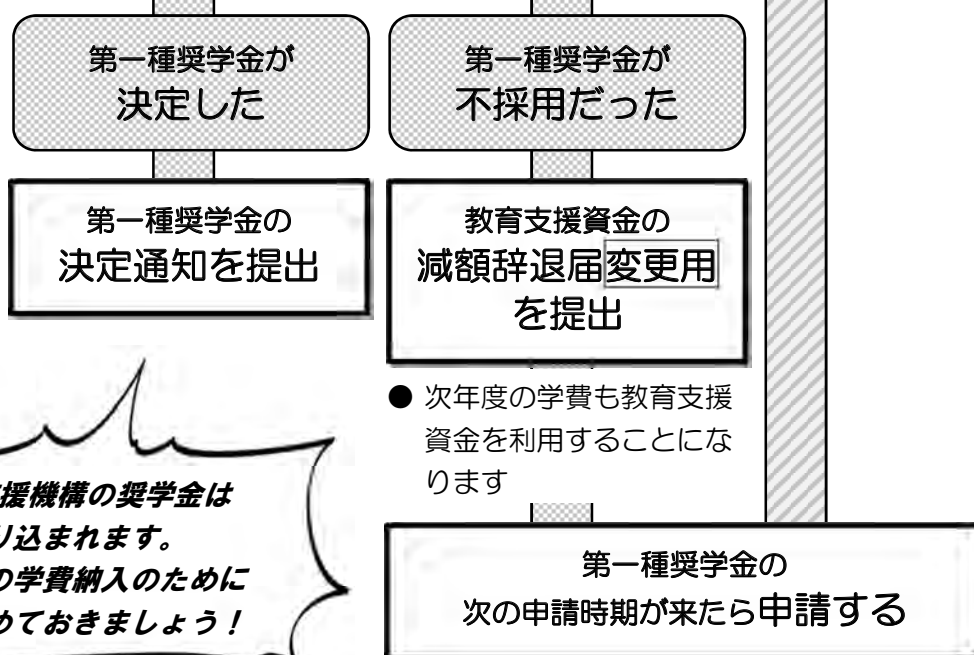 第一種奨学金が
決定した
第一種奨学金が
不採用だった
第一種奨学金の
決定通知を提出
教育支援資金の
減額辞退届変更用
を提出
● 次年度の学費も教育支援
資金を利用することにな
ります
援機構の奨学金は
り込まれます。
の学費納入のために
めておきましょう！
第一種奨学金の
次の申請時期が来たら申請する